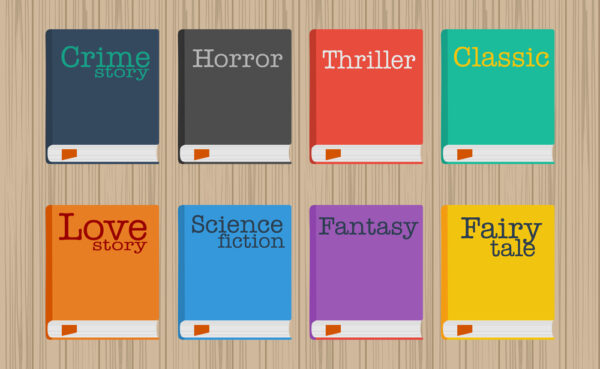 Crime
story
Horror
Thriller
Classic
Love
story
Science
fiction
Fantasy
Fairy
tale